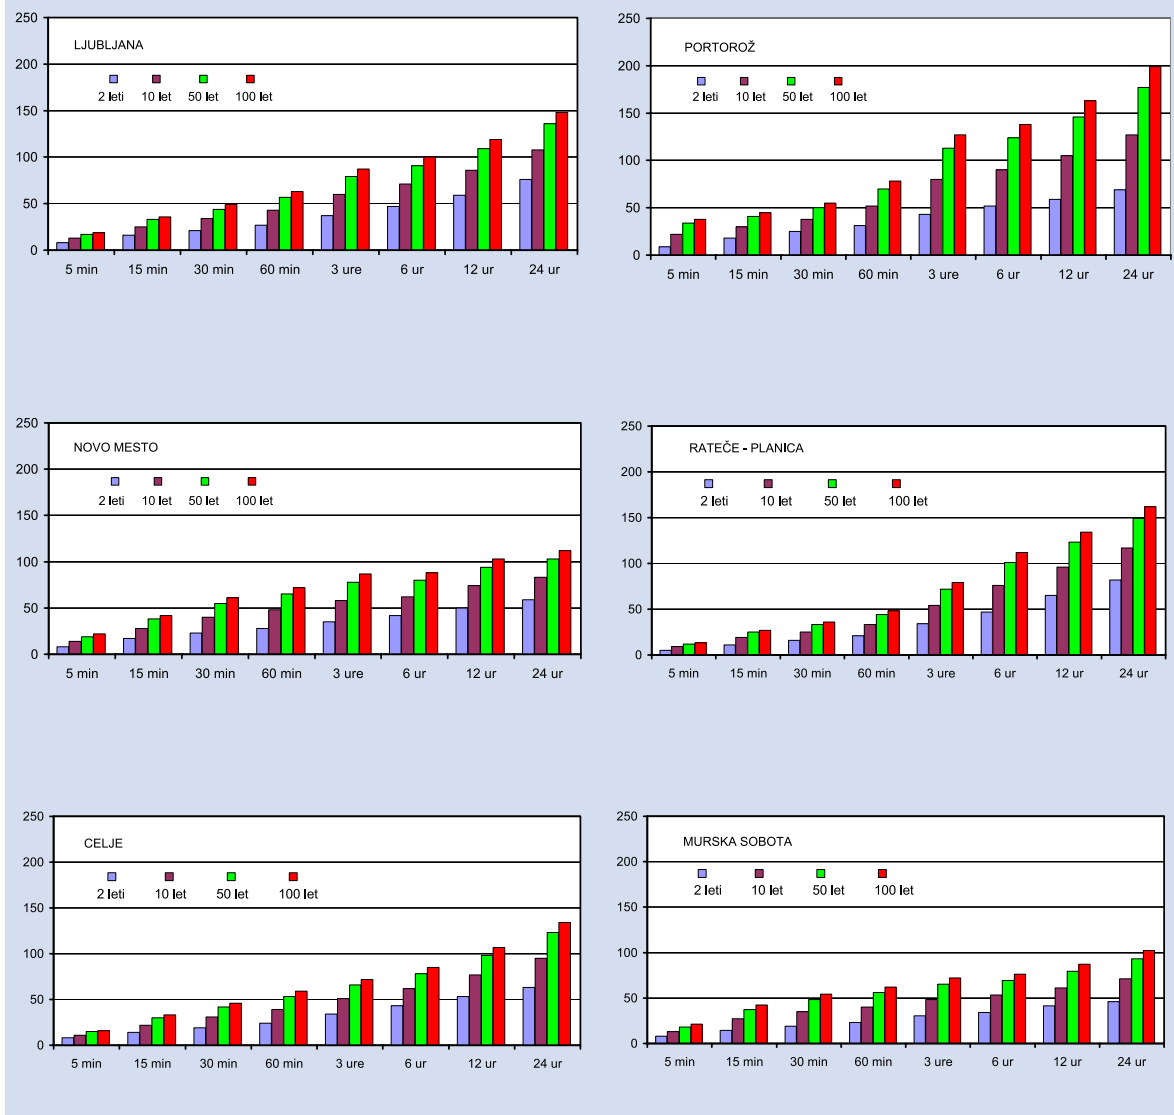 250
LJUBLJANA
200
2 leti 10 let 50 let 100 let
150
100
50
0
5 min 15 min 30 min 60 min 3 ure 6 ur 12 ur 24 ur
250
PORTOROŽ
200
2 leti 10 let 50 let 100 let
150
100
50
0
5 min 15 min 30 min 60 min 3 ure 6 ur 12 ur 24 ur
250
NOVO MESTO
200
2 leti 10 let 50 let 100 let
150
100
50
0
5 min 15 min 30 min 60 min 3 ure 6 ur 12 ur 24 ur
250
RATEČE - PLANICA
200
2 leti 10 let 50 let 100 let
150
100
50
0
5 min 15 min 30 min 60 min 3 ure 6 ur 12 ur 24 ur
250
CELJE
200
2 leti 10 let 50 let 100 let
150
100
50
0
5 min 15 min 30 min 60 min 3 ure 6 ur 12 ur 24 ur
250
MURSKA SOBOTA
200
2 leti 10 let 50 let 100 let
150
100
50
0
5 min 15 min 30 min 60 min 3 ure 6 ur 12 ur 24 ur